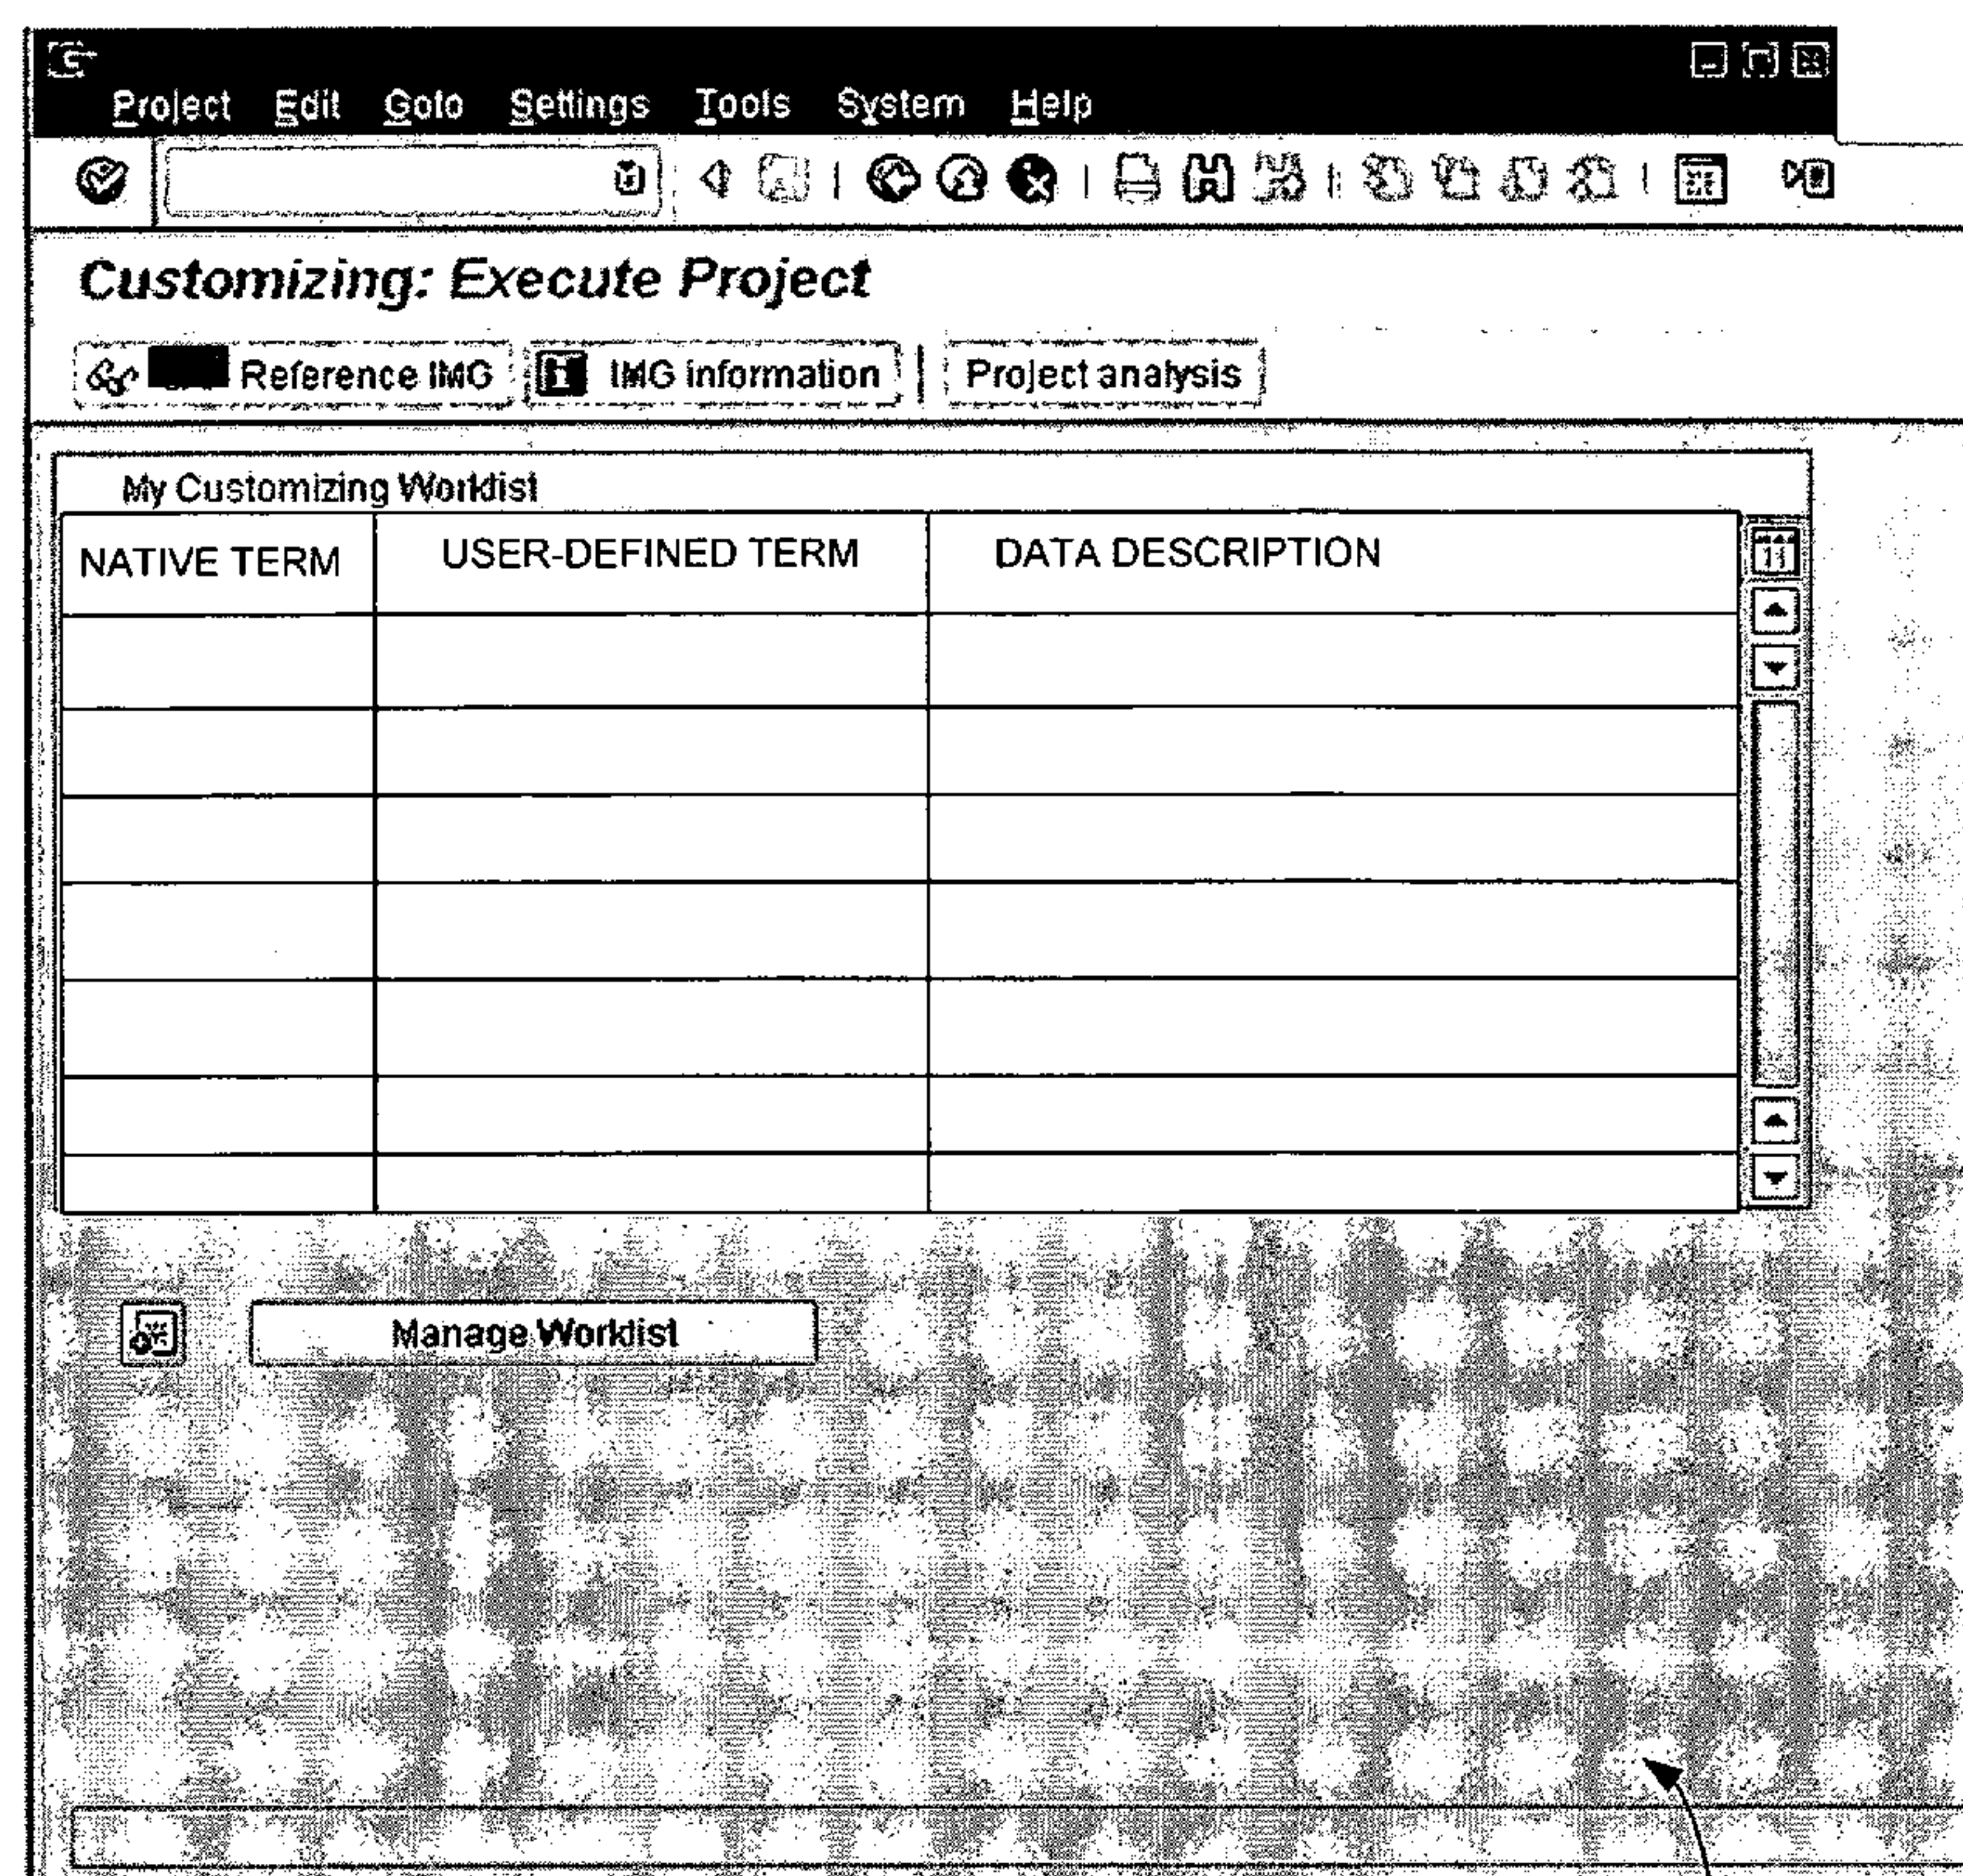 Project Edit Goto Settings Tools System Help
Customizing: Execute Project
Reference IMG IMG information Project analysis
My Customizing Worklist
NATIVE TERM USER-DEFINED TERM DATA DESCRIPTION
Manage Worklist